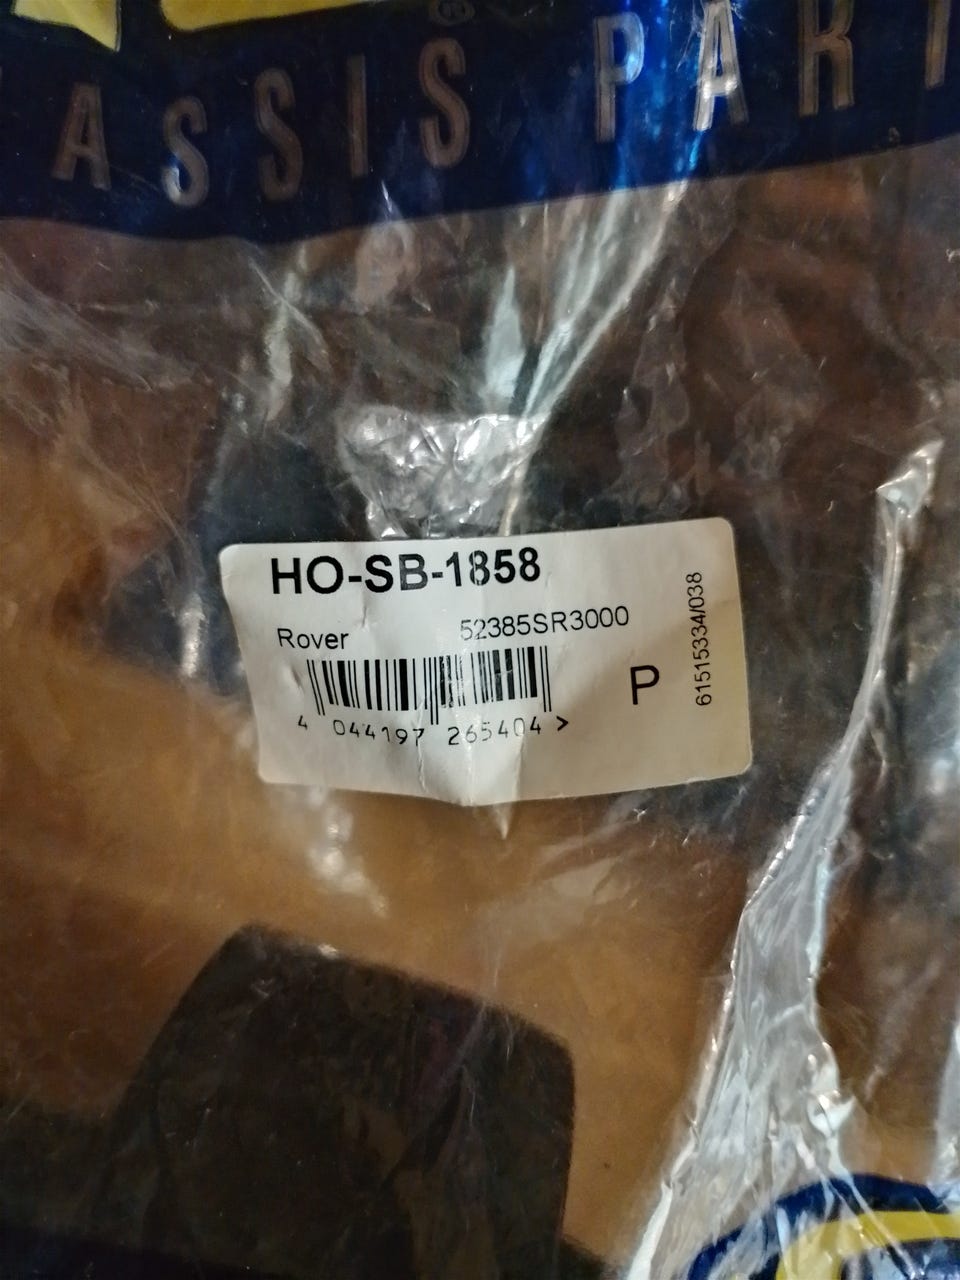 ®
ASSIS PART
HO-SB-1858
Rover 52385SR3000
P
61515334/038
4 044197 265404 >